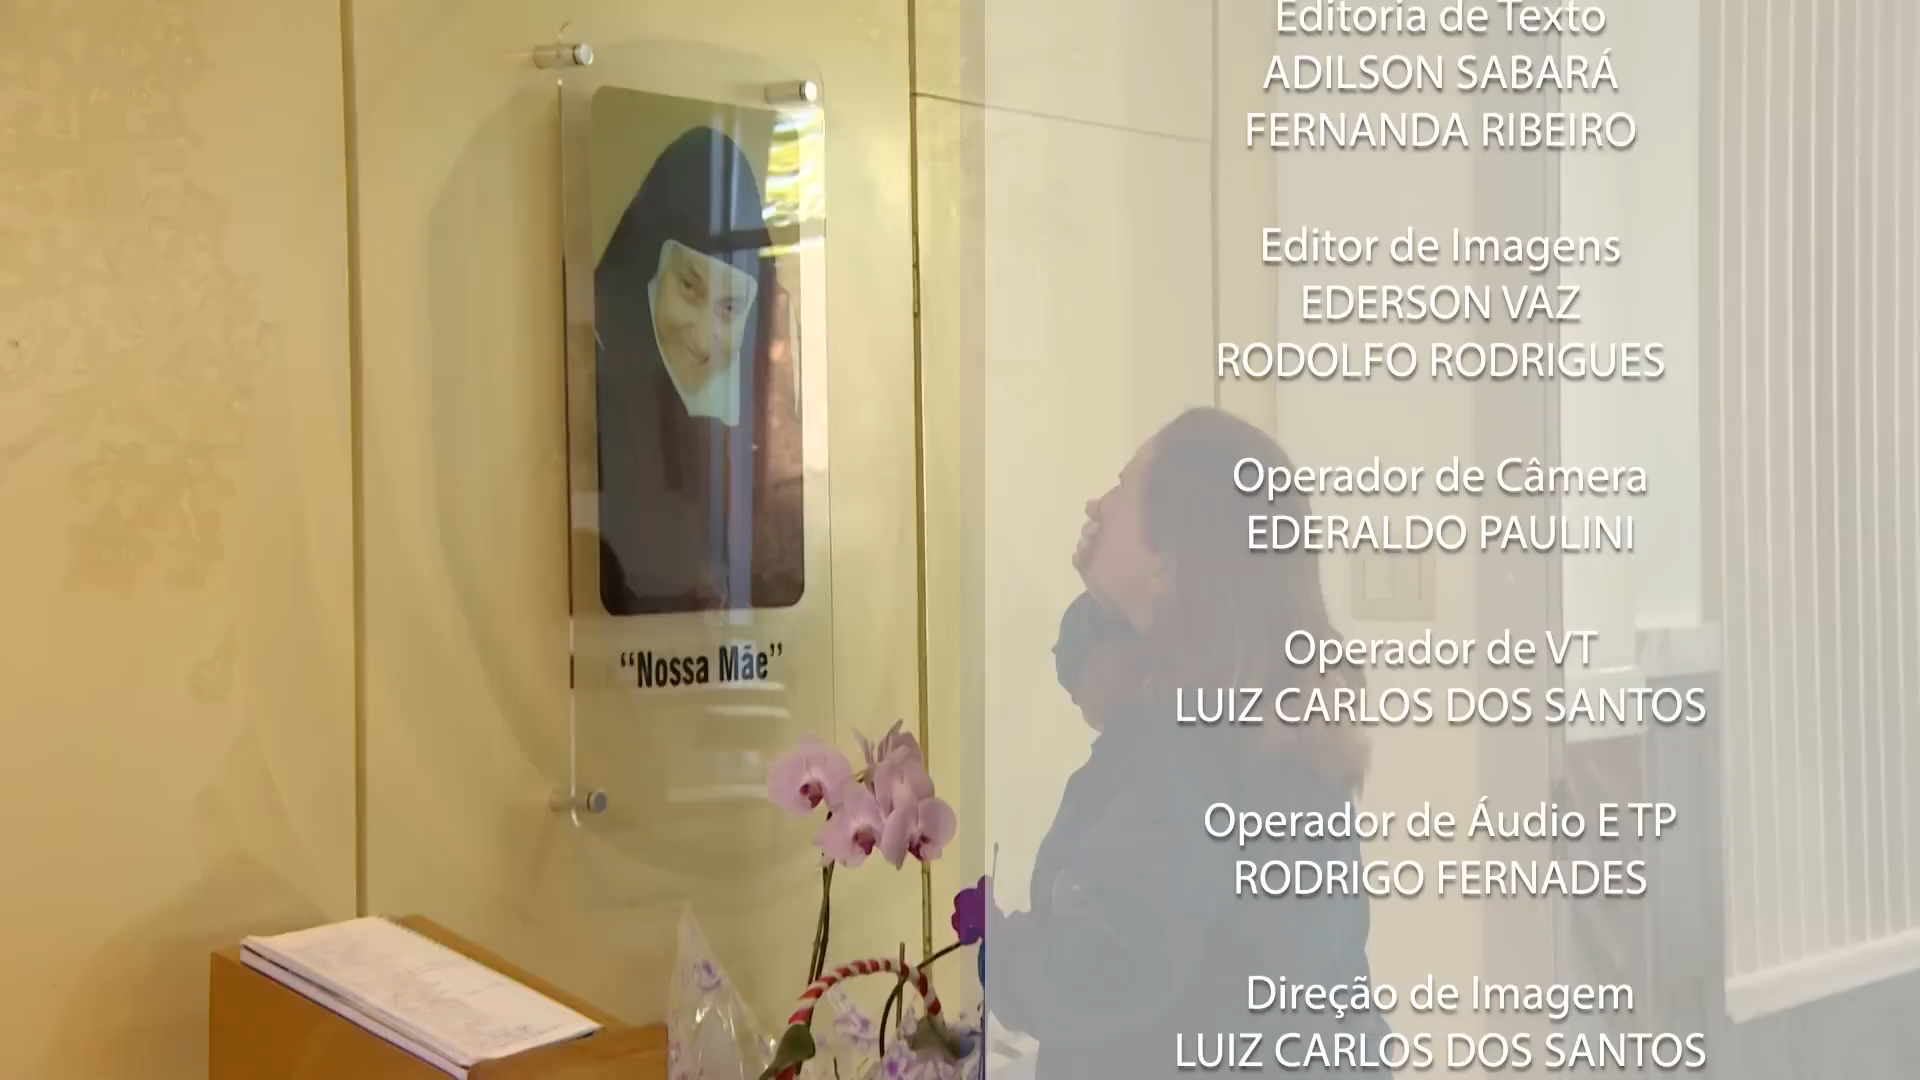 "Nossa Mãe"
Editoria de Texto
ADILSON SABARÁ
FERNANDA RIBEIRO
Editor de Imagens
EDERSON VAZ
RODOLFO RODRIGUES
Operador de Câmera
EDERALDO PAULINI
Operador de VT
LUIZ CARLOS DOS SANTOS
Operador de Áudio E TP
RODRIGO FERNADES
Direção de Imagem
LUIZ CARLOS DOS SANTOS